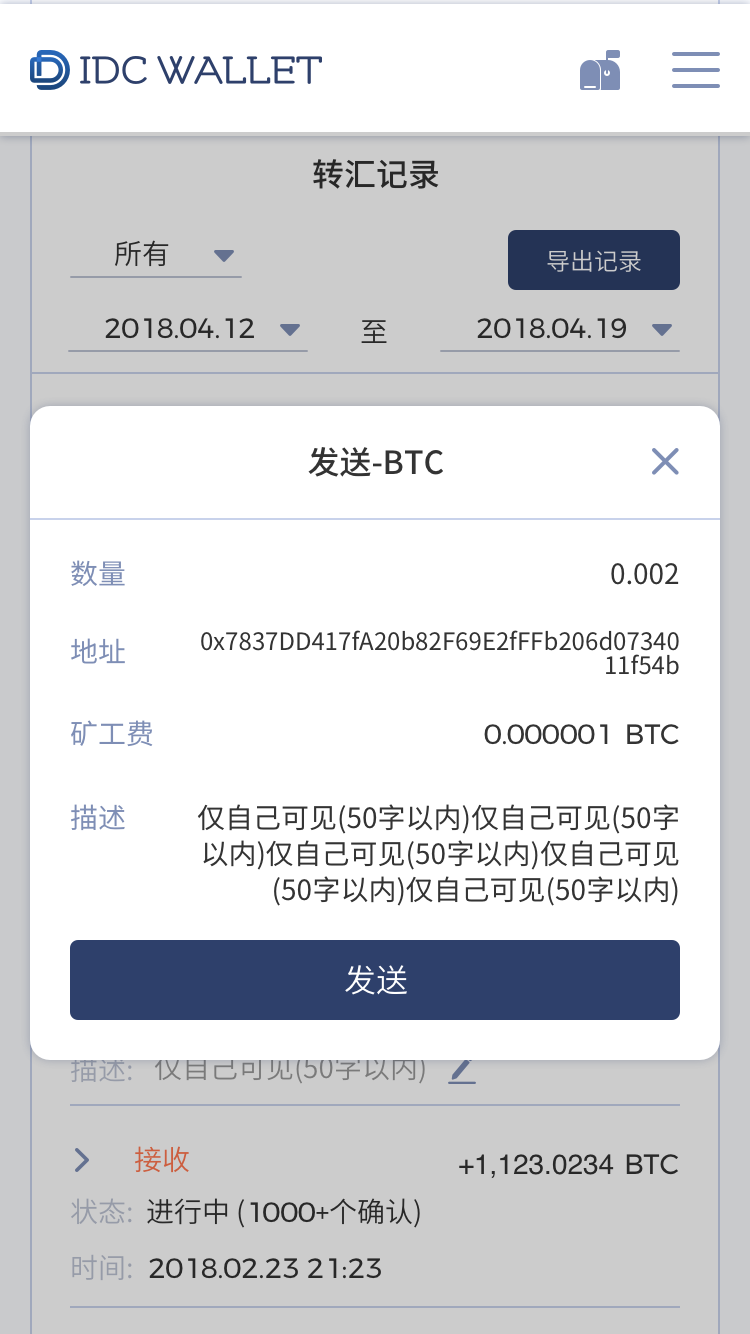 IDC WALLET
转汇记录
所有
导出记录
2018.04.12 至 2018.04.19
发送-BTC
数量 0.002
地址 0x7837DD417fA20b82F69E2fFFb206d07340
11f54b
矿工费 0.000001 BTC
描述 仅自己可见(50字以内)仅自己可见(50字
以内)仅自己可见(50字以内)仅自己可见
(50字以内)仅自己可见(50字以内)
发送
描述: 仅自己可见(50字以内)
接收 +1,123.0234 BTC
状态: 进行中 (1000+个确认)
时间: 2018.02.23 21:23